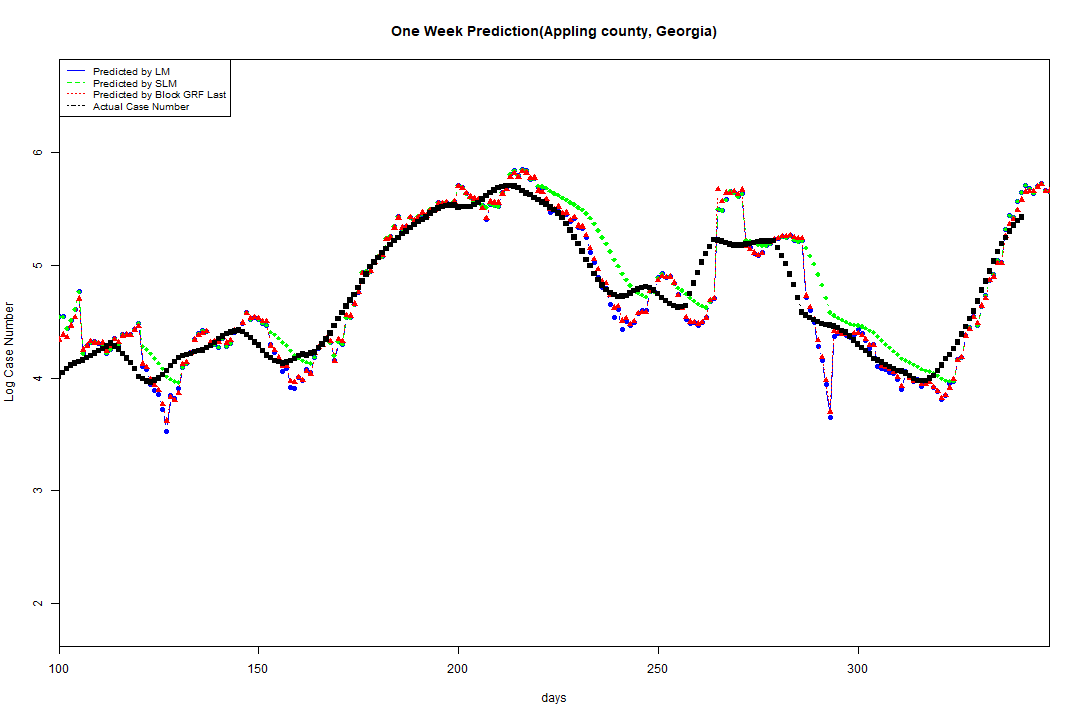 One Week Prediction(Appling county, Georgia)
Predicted by LM
Predicted by SLM
Predicted by Block GRF Last
Actual Case Number
6
5
4
3
2
Log Case Number
100 150 200 250 300
days